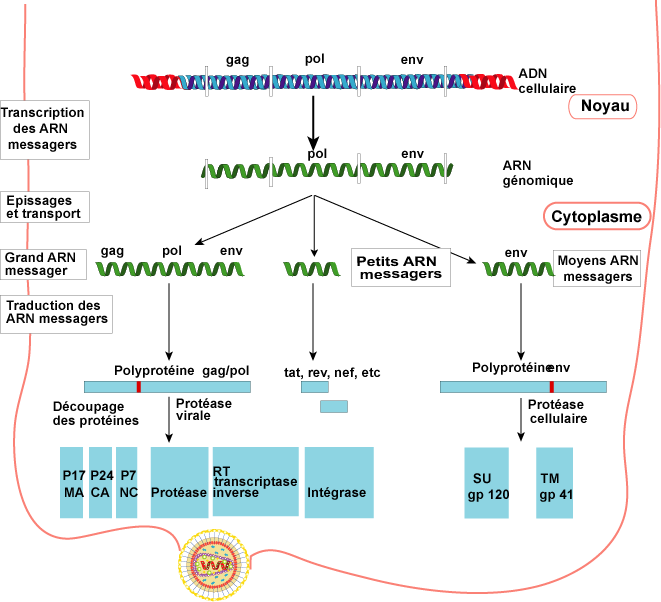 gag
pol
env
ADN
cellulaire
Noyau
Transcription
des ARN
messagers
pol
env
ARN
génomique
Epissages
et transport
Cytoplasme
Grand ARN
messager
gag
pol
env
Petits ARN
messagers
env
Moyens ARN
messagers
Traduction des
ARN messagers
Polyprotéine gag/pol
tat, rev, nef, etc
Polyprotéine env
Découpage
des protéines
Protéase
virale
Protéase
cellulaire
P17
MA
P24
CA
P7
NC
Protéase
RT
transcriptase
inverse
Intégrase
SU
gp 120
TM
gp 41